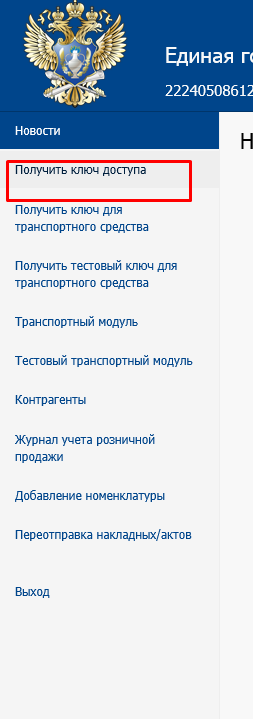 Единая г
22240508612
Новости
Н
Получить ключ доступа
Получить ключ для
транспортного средства
Получить тестовый ключ для
транспортного средства
Транспортный модуль
Тестовый транспортный модуль
Контрагенты
Журнал учета розничной
продажи
Добавление номенклатуры
Переотправка накладных/актов
Выход